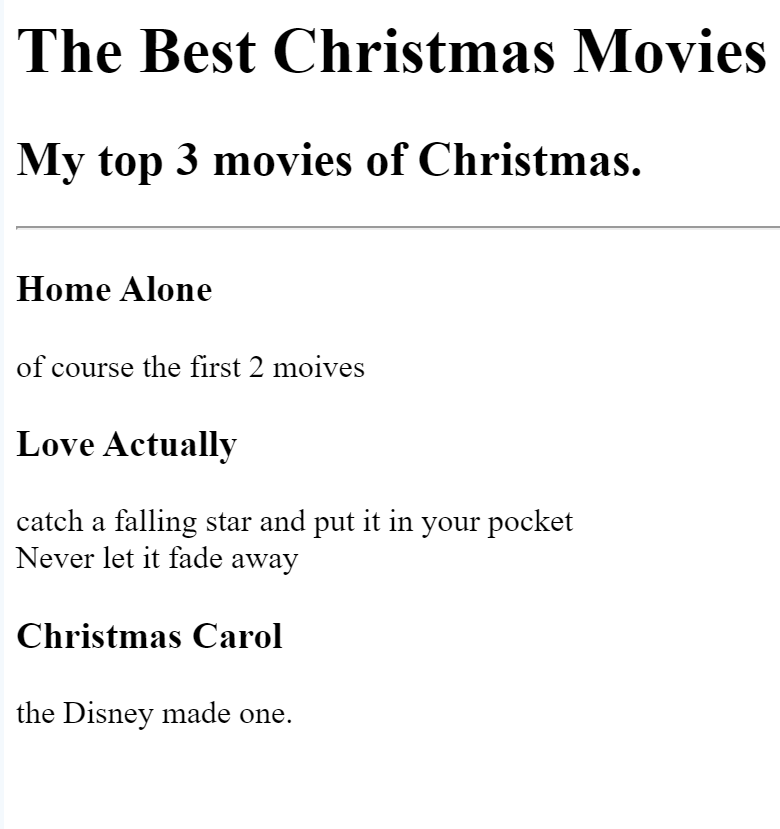 The Best Christmas Movies
My top 3 movies of Christmas.
Home Alone
of course the first 2 moives
Love Actually
catch a falling star and put it in your pocket
Never let it fade away
Christmas Carol
the Disney made one.